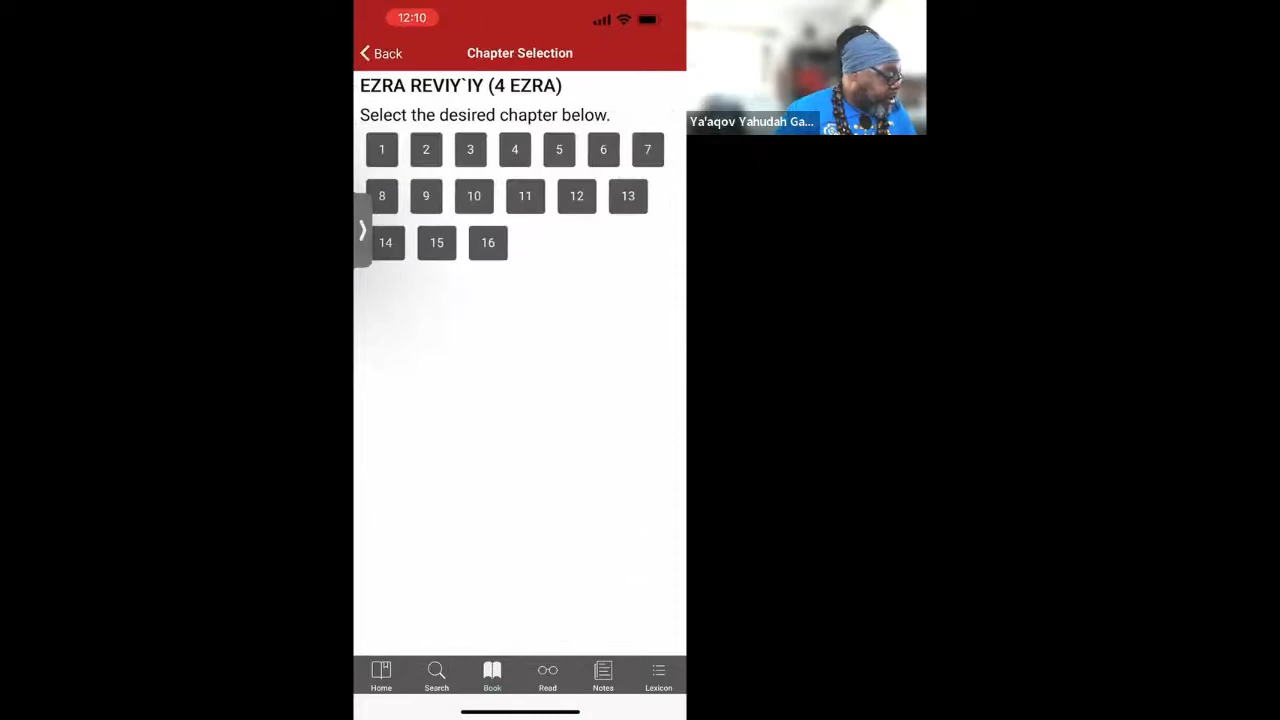 12:10
Back
Chapter Selection
EZRA REVIY`IY (4 EZRA)
Select the desired chapter below.
1 2 3 4 5 6 7
8 9 10 11 12 13
14 15 16
Home Search Book Read Notes Lexicon
Ya'aqov Yahudah Ga...